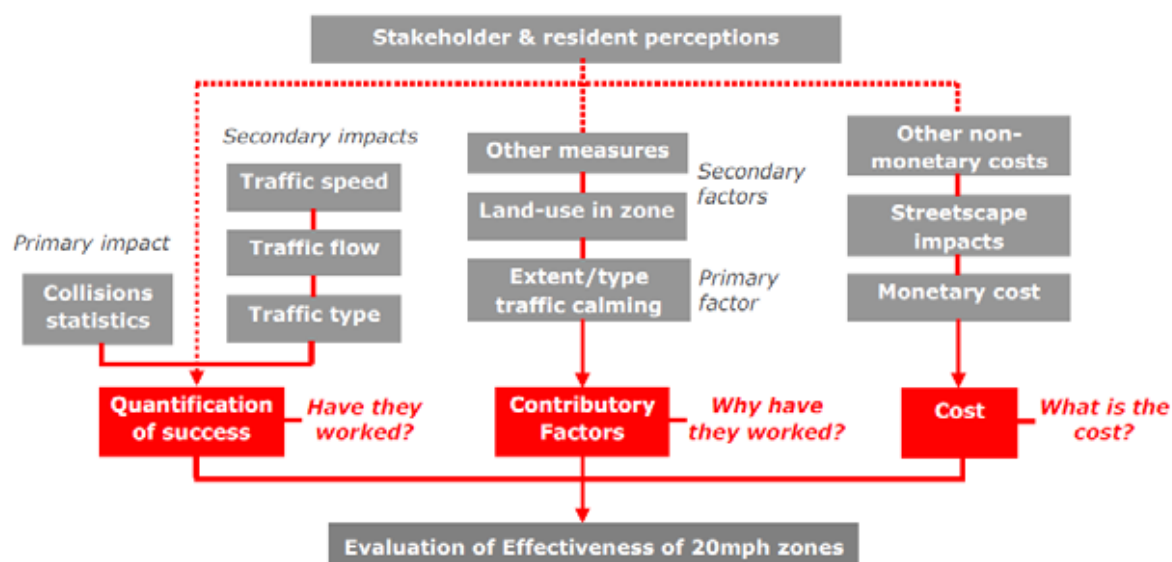 Stakeholder & resident perceptions
Secondary impacts
Traffic speed
Traffic flow
Traffic type
Primary impact
Collisions
statistics
Other measures
Land-use in zone
Extent/type
traffic calming
Secondary
factors
Primary
factor
Other non-
monetary costs
Streetscape
impacts
Monetary cost
Quantification
of success
Have they
worked?
Contributory
Factors
Why have
they worked?
Cost
What is the
cost?
Evaluation of Effectiveness of 20mph zones